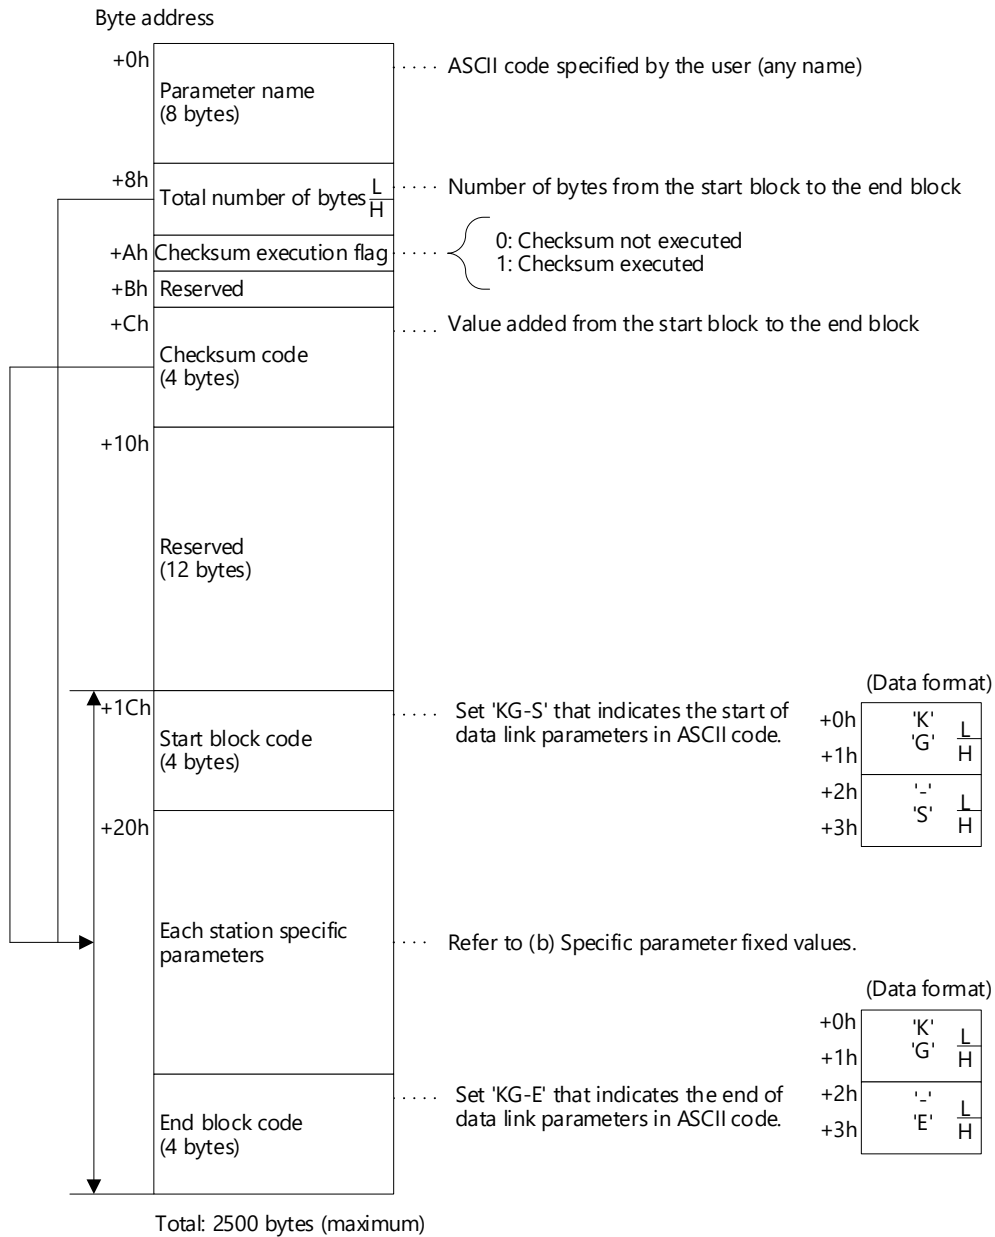 Byte address
+0h
Parameter name
(8 bytes)
..... ASCII code specified by the user (any name)
+8h
Total number of bytes L
H
..... Number of bytes from the start block to the end block
+Ah
Checksum execution flag
.....
0: Checksum not executed
1: Checksum executed
+Bh
Reserved
+Ch
Checksum code
(4 bytes)
..... Value added from the start block to the end block
+10h
Reserved
(12 bytes)
+1Ch
Start block code
(4 bytes)
..... Set 'KG-S' that indicates the start of
data link parameters in ASCII code.
(Data format)
+0h 'K' L
+1h 'G' H
+2h '-' L
+3h 'S' H
+20h
Each station specific
parameters
.... Refer to (b) Specific parameter fixed values.
End block code
(4 bytes)
..... Set 'KG-E' that indicates the end of
data link parameters in ASCII code.
(Data format)
+0h 'K' L
+1h 'G' H
+2h '-' L
+3h 'E' H
Total: 2500 bytes (maximum)